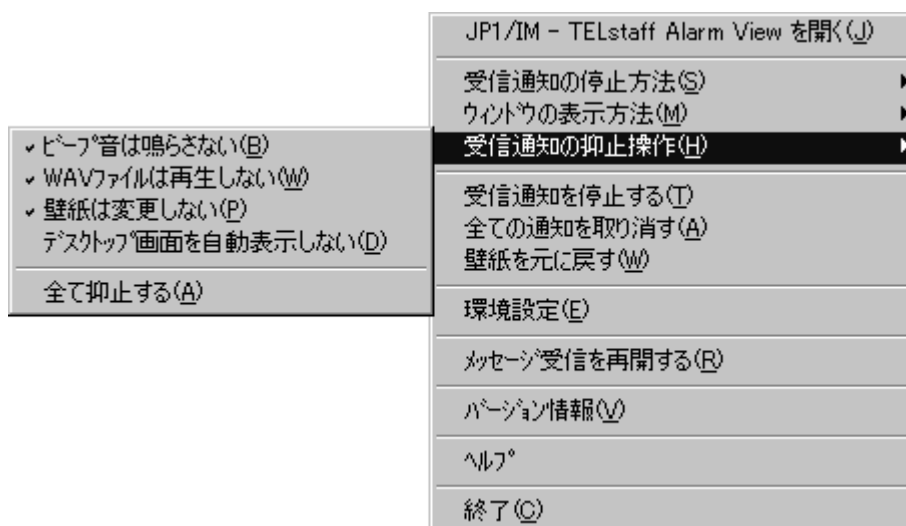 JP1/IM - TELstaff Alarm View を開く(J)
受信通知の停止方法(S)
ウィンドウの表示方法(M)
受信通知の抑止操作(H)
ビープ音は鳴らさない(B)
WAVファイルは再生しない(W)
壁紙は変更しない(P)
デスクトップ画面を自動表示しない(D)
全て抑止する(A)
受信通知を停止する(T)
全ての通知を取り消す(A)
壁紙を元に戻す(W)
環境設定(E)
メッセージ受信を再開する(R)
バージョン情報(V)
ヘルプ
終了(C)